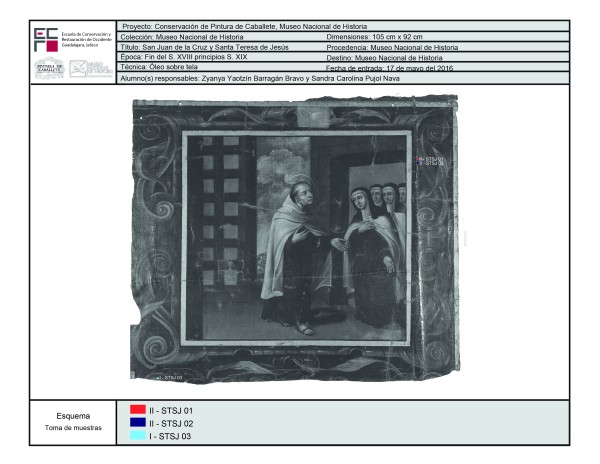 Escuela de Conservación y
Restauración de Occidente
Guadalajara, Jalisco
Proyecto: Conservación de Pintura de Caballete, Museo Nacional de Historia
Colección: Museo Nacional de Historia Dimensiones: 105 cm x 92 cm
Título: San Juan de la Cruz y Santa Teresa de Jesús Procedencia: Museo Nacional de Historia
Época: Fin del S. XVIII principios S. XIX Destino: Museo Nacional de Historia
Técnica: Óleo sobre tela Fecha de entrada: 17 de mayo del 2016
Alumno(s) responsables: Zyanya Yaotzín Barragán Bravo y Sandra Carolina Pujol Nava
II - STSJ 01
II - STSJ 02
I - STSJ 03
Esquema
Toma de muestras
II - STSJ 01
II - STSJ 02
I - STSJ 03